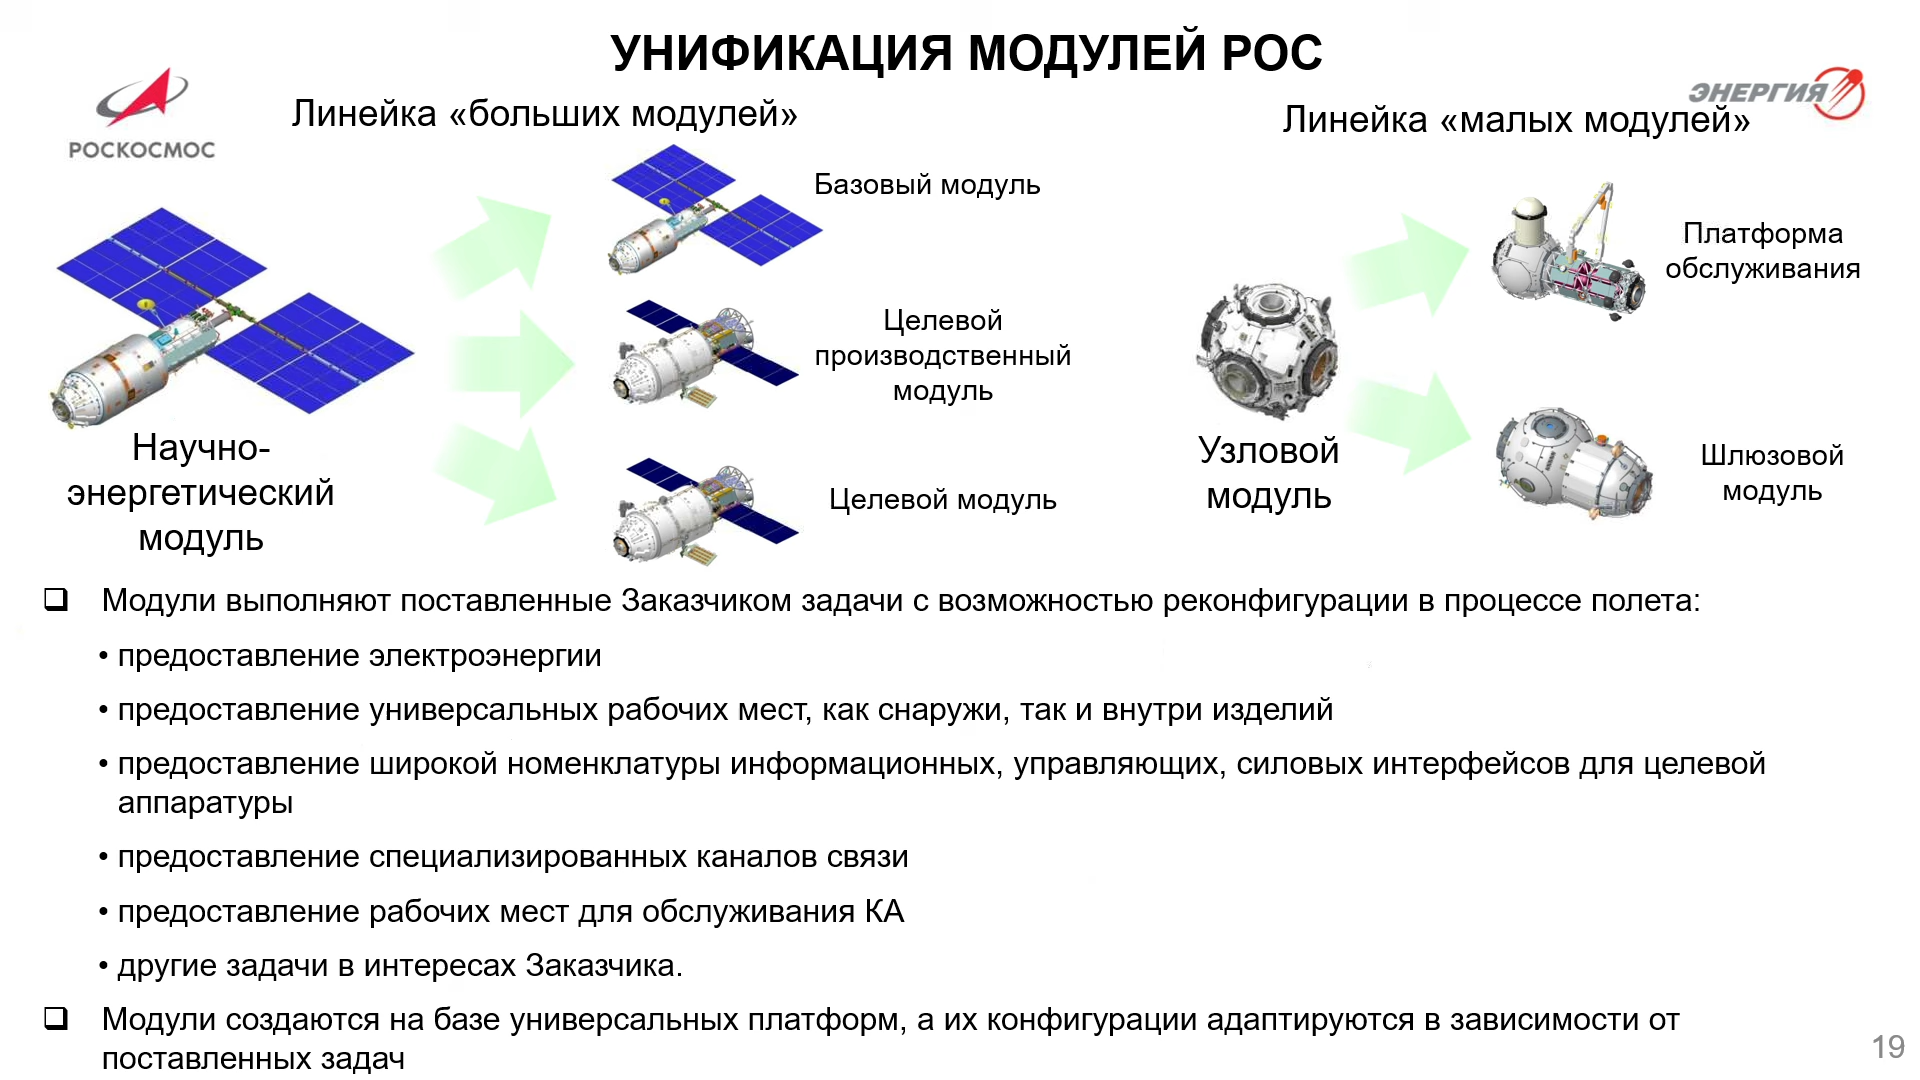 УНИФИКАЦИЯ МОДУЛЕЙ РОС
РОСКОСМОС
ЭНЕРГИЯ
Линейка «больших модулей»
Научно-
энергетический
модуль
Базовый модуль
Целевой
производственный
модуль
Целевой модуль
Линейка «малых модулей»
Узловой
модуль
Платформа
обслуживания
Шлюзовой
модуль
❑ Модули выполняют поставленные Заказчиком задачи с возможностью реконфигурации в процессе полета:
• предоставление электроэнергии
• предоставление универсальных рабочих мест, как снаружи, так и внутри изделий
• предоставление широкой номенклатуры информационных, управляющих, силовых интерфейсов для целевой
аппаратуры
• предоставление специализированных каналов связи
• предоставление рабочих мест для обслуживания КА
• другие задачи в интересах Заказчика.
❑ Модули создаются на базе универсальных платформ, а их конфигурации адаптируются в зависимости от
поставленных задач
19